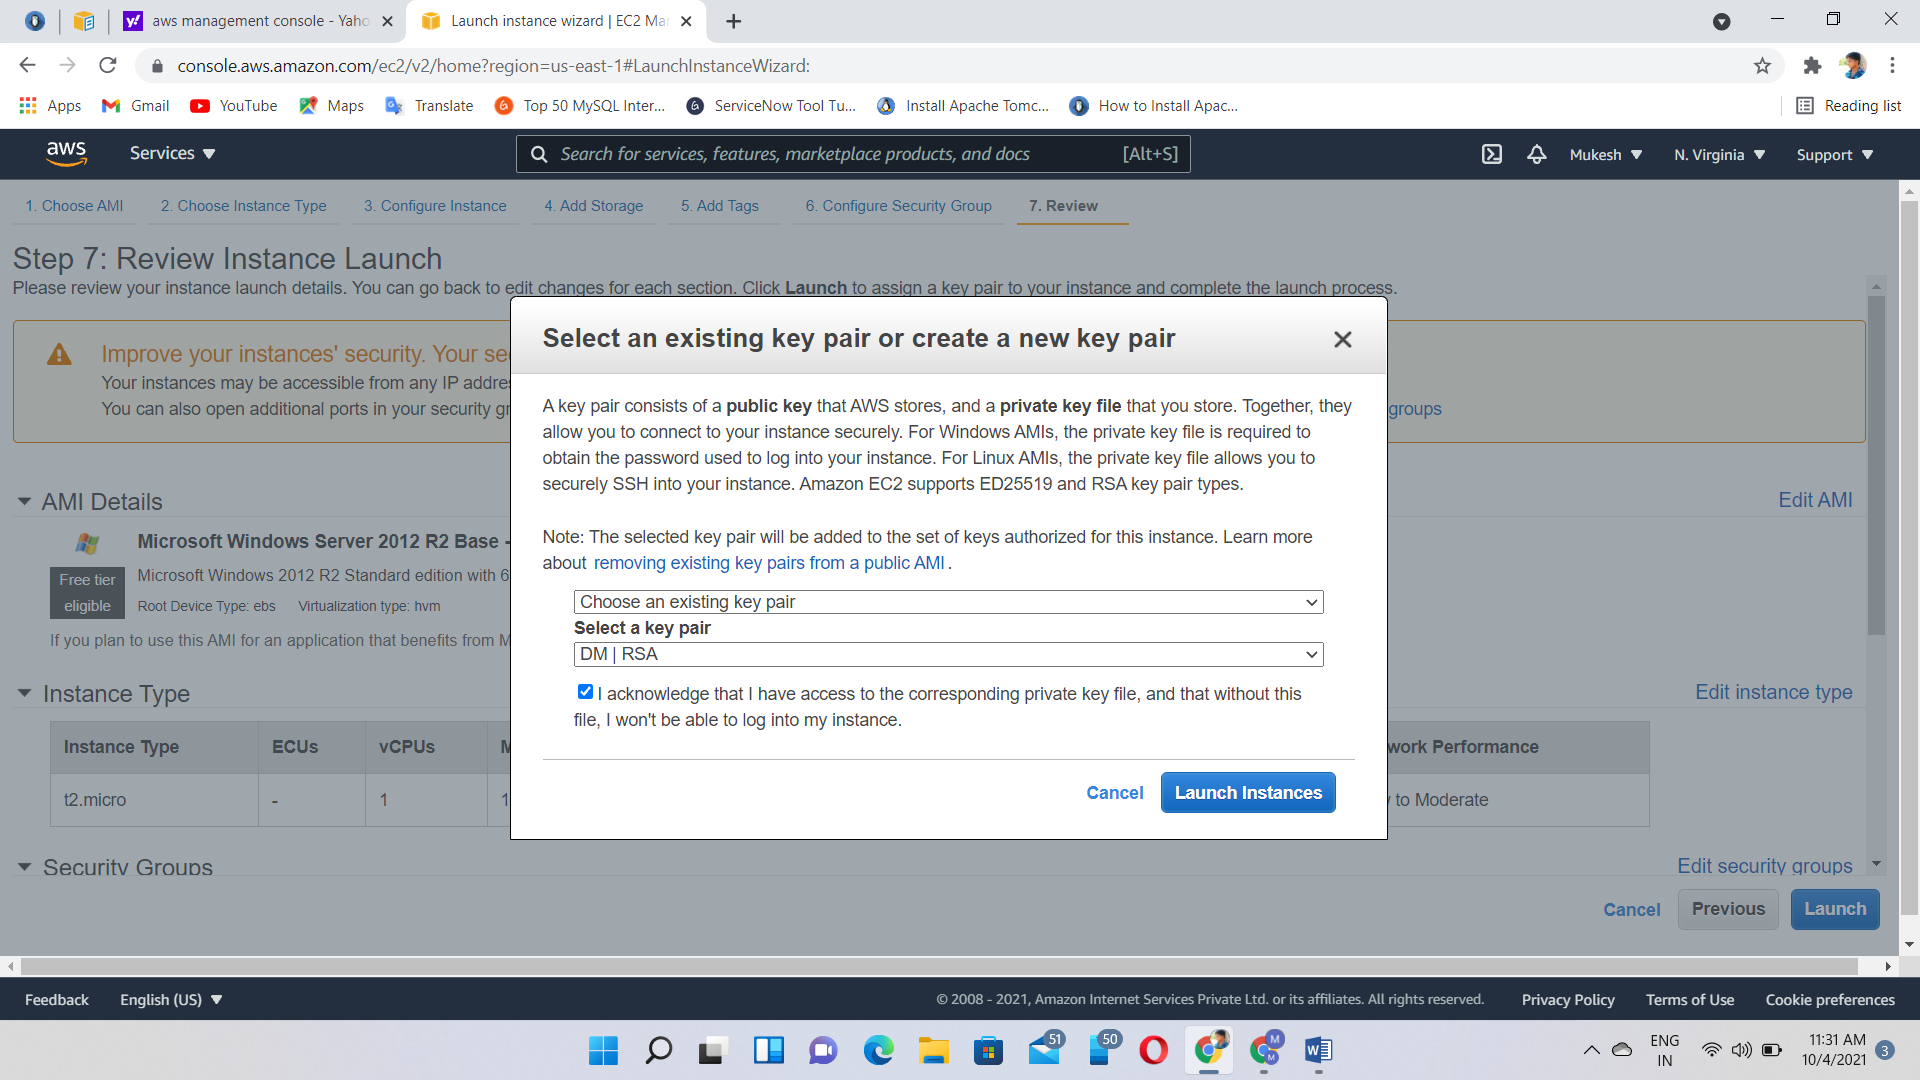 aws management console - Yaho
Launch instance wizard | EC2 Ma
console.aws.amazon.com/ec2/v2/home?region=us-east-1#LaunchInstanceWizard:
Apps
Gmail
YouTube
Maps
Translate
Top 50 MySQL Inter...
ServiceNow Tool Tu...
Install Apache Tomc...
How to Install Apac...
Reading list
aws
Services
Search for services, features, marketplace products, and docs
[Alt+S]
Mukesh
N. Virginia
Support
1. Choose AMI
2. Choose Instance Type
3. Configure Instance
4. Add Storage
5. Add Tags
6. Configure Security Group
7. Review
Step 7: Review Instance Launch
Please review your instance launch details. You can go back to edit changes for each section. Click Launch to assign a key pair to your instance and complete the launch process.
Improve your instances' security. Your se
Your instances may be accessible from any IP addre
You can also open additional ports in your security gr
groups
Select an existing key pair or create a new key pair
A key pair consists of a public key that AWS stores, and a private key file that you store. Together, they
allow you to connect to your instance securely. For Windows AMIs, the private key file is required to
obtain the password used to log into your instance. For Linux AMIs, the private key file allows you to
securely SSH into your instance. Amazon EC2 supports ED25519 and RSA key pair types.
Note: The selected key pair will be added to the set of keys authorized for this instance. Learn more
about removing existing key pairs from a public AMI .
Choose an existing key pair
Select a key pair
DM | RSA
I acknowledge that I have access to the corresponding private key file, and that without this
file, I won't be able to log into my instance.
Cancel
Launch Instances
AMI Details
Edit AMI
Microsoft Windows Server 2012 R2 Base -
Free tier
eligible
Microsoft Windows 2012 R2 Standard edition with 6
Root Device Type: ebs
Virtualization type: hvm
If you plan to use this AMI for an application that benefits from M
Instance Type
Edit instance type
Instance Type
ECUs
vCPUs
M
work Performance
t2.micro
-
1
1
to Moderate
Security Groups
Edit security groups
Cancel
Previous
Launch
Feedback
English (US)
© 2008 - 2021, Amazon Internet Services Private Ltd. or its affiliates. All rights reserved.
Privacy Policy
Terms of Use
Cookie preferences
51
50
M
M
ENG
IN
11:31 AM
10/4/2021
3